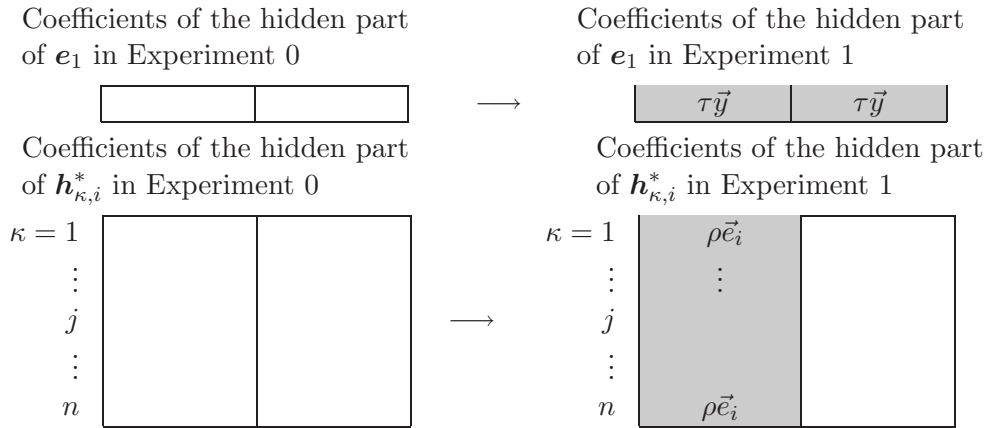 Coefficients of the hidden part
of e₁ in Experiment 0
Coefficients of the hidden part
of e₁ in Experiment 1
⟶
τy⃗ τy⃗
Coefficients of the hidden part
of h*_{κ,i} in Experiment 0
Coefficients of the hidden part
of h*_{κ,i} in Experiment 1
κ = 1
⋮
j
⋮
n
⟶
κ = 1 ρe⃗ᵢ
⋮ ⋮
j
⋮
n ρe⃗ᵢ